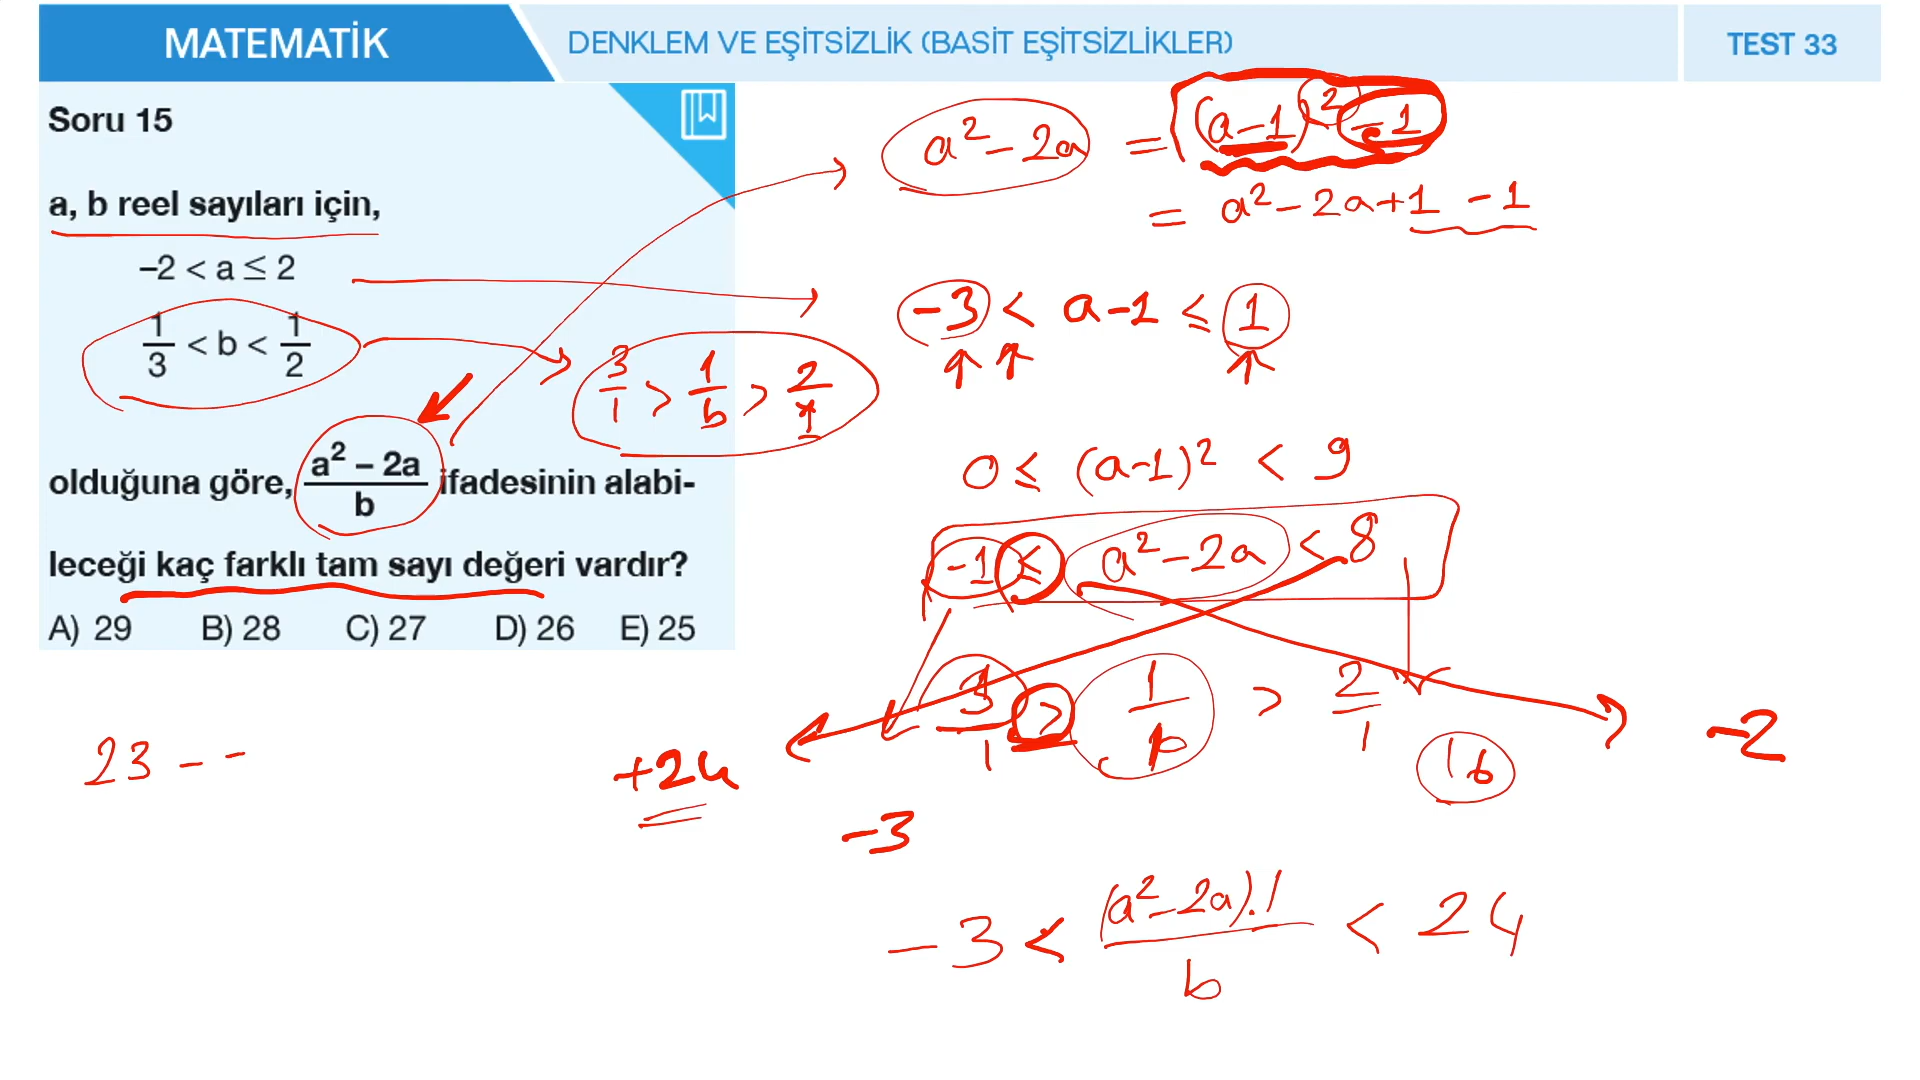 MATEMATİK
DENKLEM VE EŞİTSİZLİK (BASİT EŞİTSİZLİKLER)
TEST 33
Soru 15
a, b reel sayıları için,
–2 < a ≤ 2
1/3 < b < 1/2
olduğuna göre, (a² – 2a)/b ifadesinin alabi-
leceği kaç farklı tam sayı değeri vardır?
A) 29 B) 28 C) 27 D) 26 E) 25
a² – 2a = (a–1)² –1
= a² – 2a + 1 – 1
–3 < a–1 ≤ 1
3/1 > 1/b > 2/1
0 ≤ (a–1)² < 9
–1 ≤ a² – 2a < 8
3/1 > 1/b > 2/1
16
–2
+24
–3
23 – –
–3 < (a² – 2a).1/b < 24